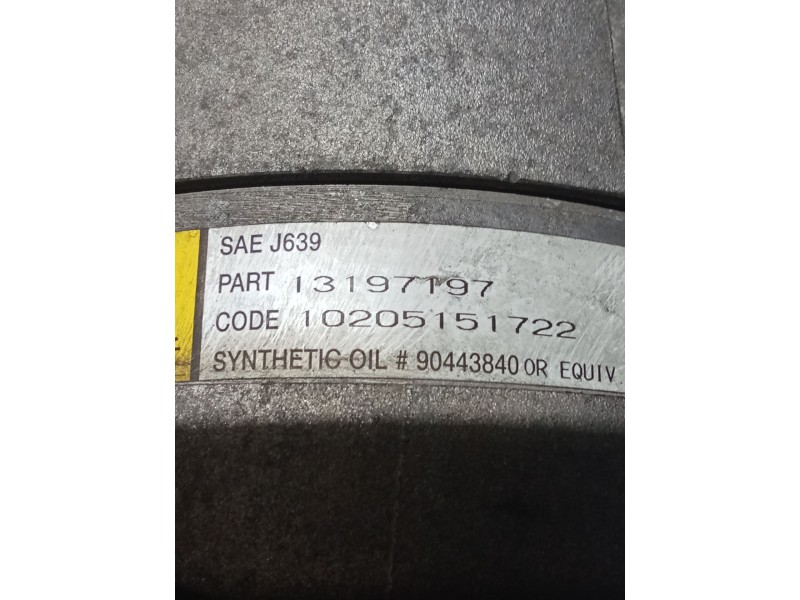 SAE J639
PART 13197197
CODE 10205151722
SYNTHETIC OIL # 90443840 OR EQUIV